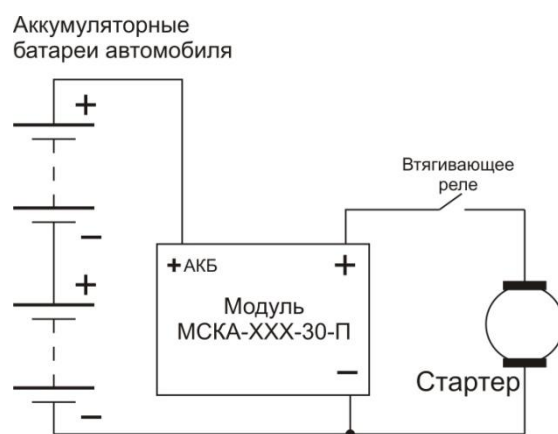 Аккумуляторные
батареи автомобиля
+
−
+
−
Втягивающее
реле
+ АКБ
+
Модуль
МСКА-ХХХ-30-П
−
Стартер